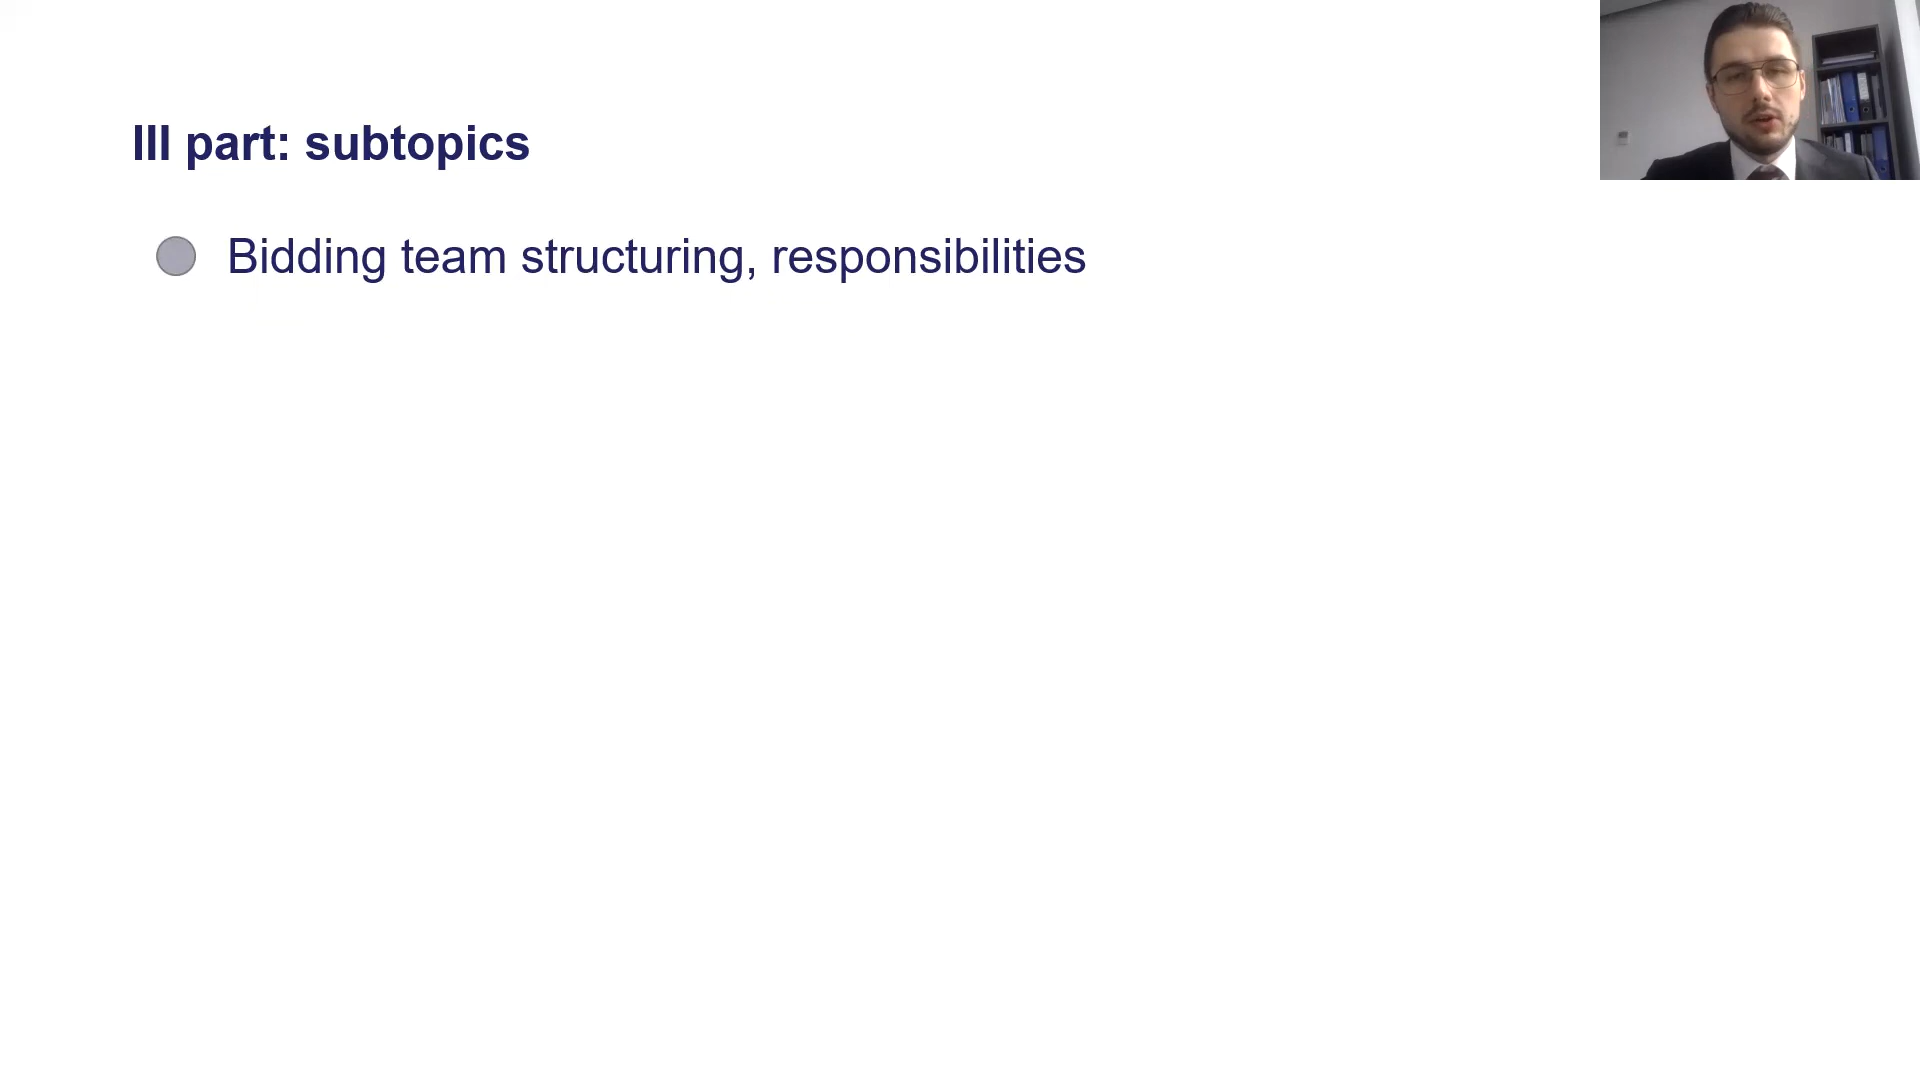 III part: subtopics
Bidding team structuring, responsibilities